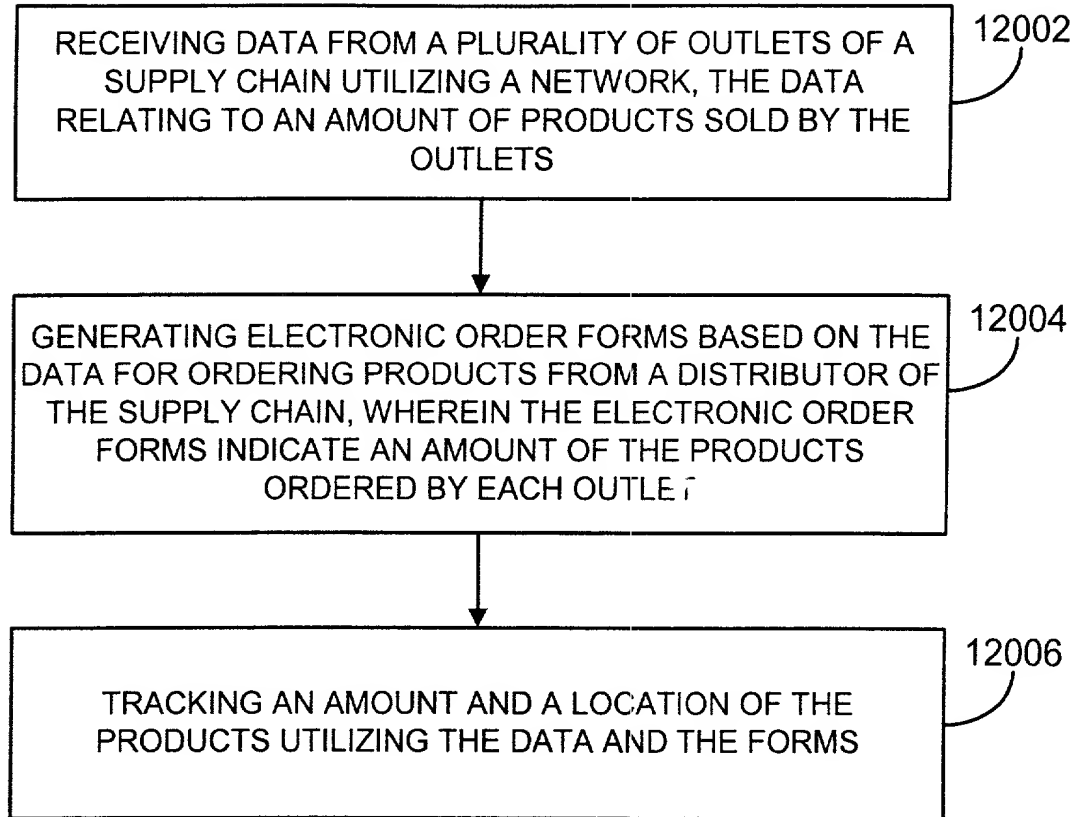 RECEIVING DATA FROM A PLURALITY OF OUTLETS OF A
SUPPLY CHAIN UTILIZING A NETWORK, THE DATA
RELATING TO AN AMOUNT OF PRODUCTS SOLD BY THE
OUTLETS
12002
GENERATING ELECTRONIC ORDER FORMS BASED ON THE
DATA FOR ORDERING PRODUCTS FROM A DISTRIBUTOR OF
THE SUPPLY CHAIN, WHEREIN THE ELECTRONIC ORDER
FORMS INDICATE AN AMOUNT OF THE PRODUCTS
ORDERED BY EACH OUTLET
12004
TRACKING AN AMOUNT AND A LOCATION OF THE
PRODUCTS UTILIZING THE DATA AND THE FORMS
12006